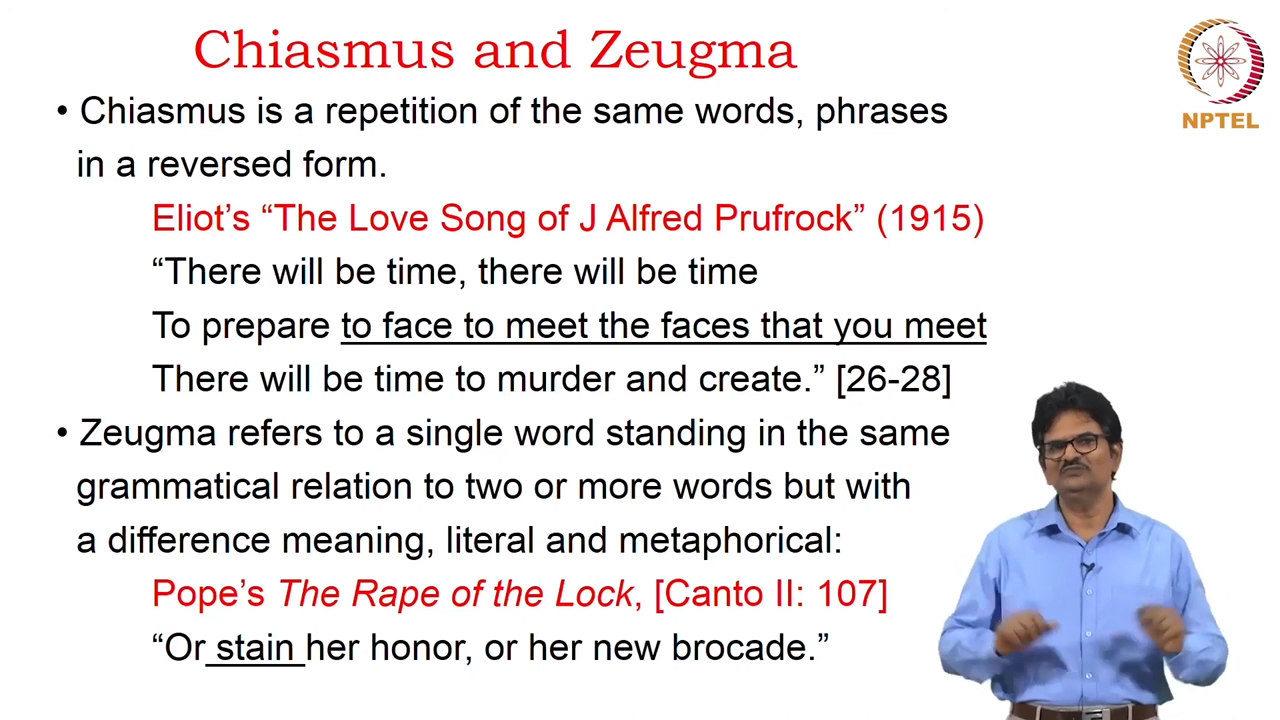 Chiasmus and Zeugma
NPTEL
• Chiasmus is a repetition of the same words, phrases
in a reversed form.
Eliot’s “The Love Song of J Alfred Prufrock” (1915)
“There will be time, there will be time
To prepare to face to meet the faces that you meet
There will be time to murder and create.” [26-28]
• Zeugma refers to a single word standing in the same
grammatical relation to two or more words but with
a difference meaning, literal and metaphorical:
Pope’s The Rape of the Lock, [Canto II: 107]
“Or stain her honor, or her new brocade.”